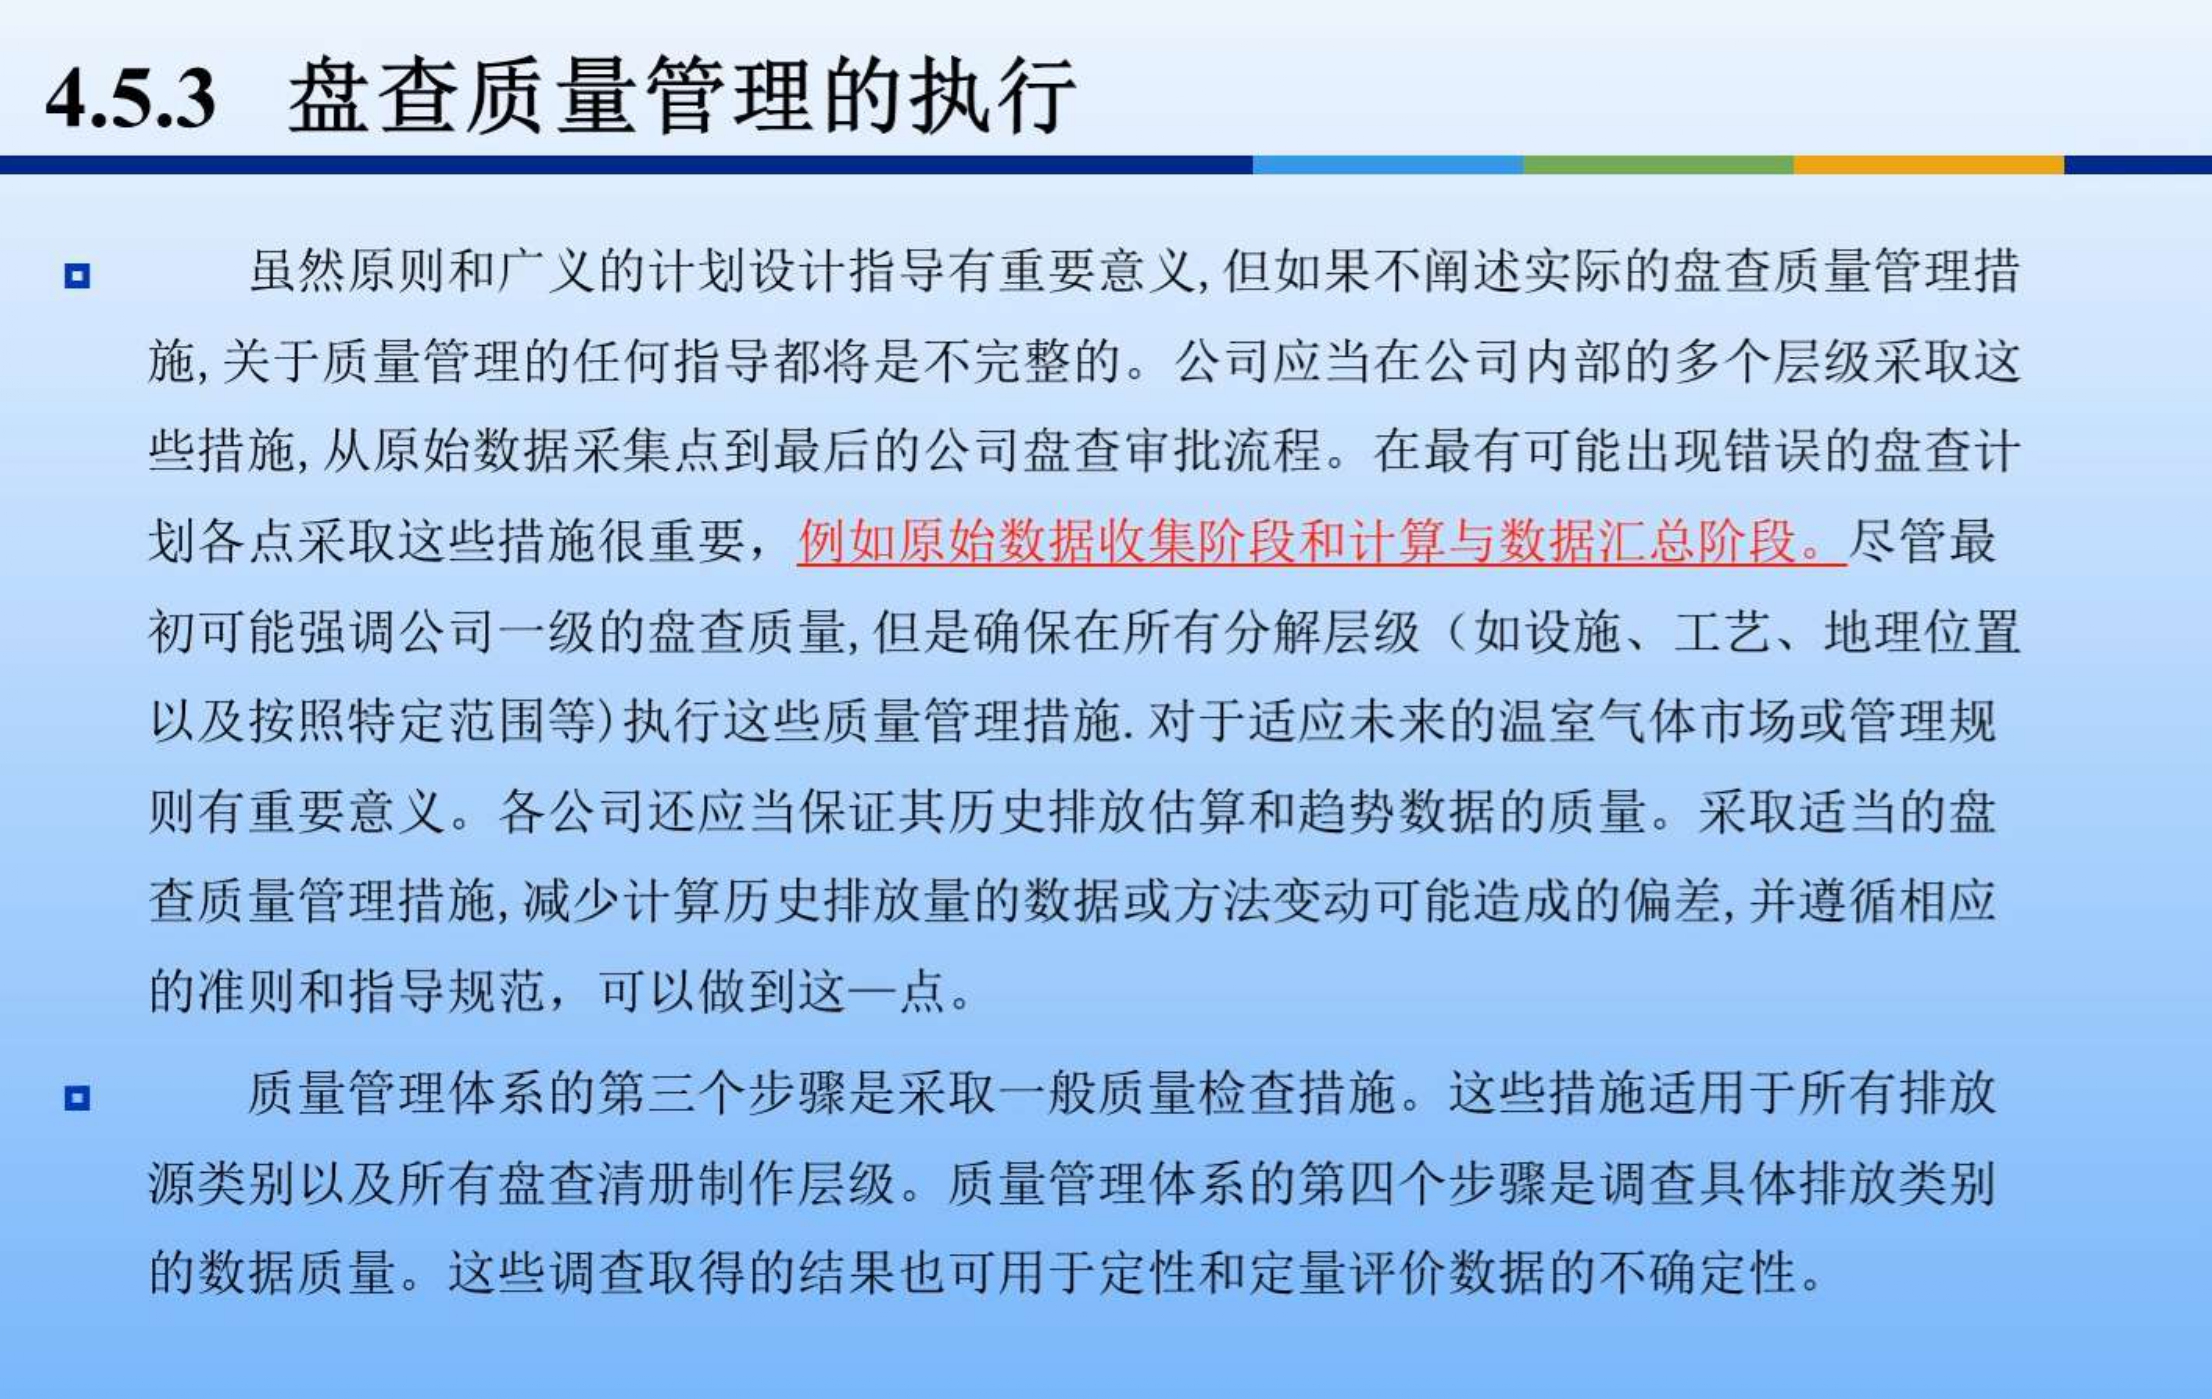 4.5.3 盘查质量管理的执行
虽然原则和广义的计划设计指导有重要意义,但如果不阐述实际的盘查质量管理措
施,关于质量管理的任何指导都将是不完整的。公司应当在公司内部的多个层级采取这
些措施,从原始数据采集点到最后的公司盘查审批流程。在最有可能出现错误的盘查计
划各点采取这些措施很重要，例如原始数据收集阶段和计算与数据汇总阶段。尽管最
初可能强调公司一级的盘查质量,但是确保在所有分解层级（如设施、工艺、地理位置
以及按照特定范围等)执行这些质量管理措施.对于适应未来的温室气体市场或管理规
则有重要意义。各公司还应当保证其历史排放估算和趋势数据的质量。采取适当的盘
查质量管理措施,减少计算历史排放量的数据或方法变动可能造成的偏差,并遵循相应
的准则和指导规范，可以做到这—点。
质量管理体系的第三个步骤是采取一般质量检查措施。这些措施适用于所有排放
源类别以及所有盘查清册制作层级。质量管理体系的第四个步骤是调查具体排放类别
的数据质量。这些调查取得的结果也可用于定性和定量评价数据的不确定性。